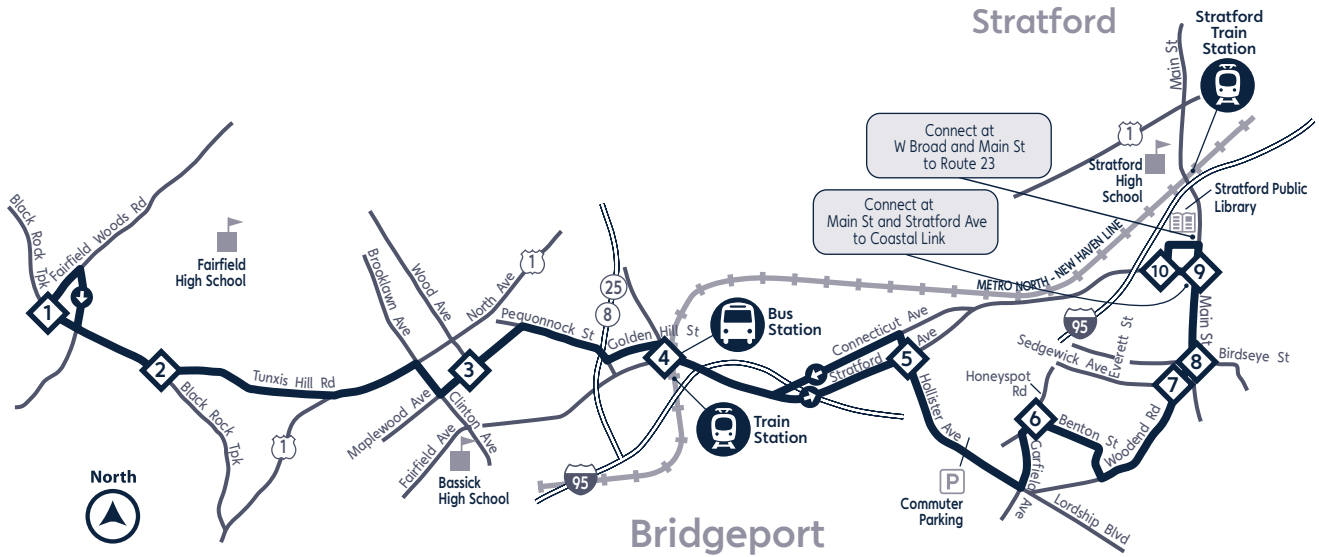 Stratford
Stratford
Train
Station
Main St
1
Connect at
W Broad and Main St
to Route 23
Stratford
High
School
Stratford Public
Library
Connect at
Main St and Stratford Ave
to Coastal Link
METRO NORTH - NEW HAVEN LINE
Black Rock Tpk
Fairfield Woods Rd
Fairfield
High School
1
2
Tunxis Hill Rd
Black Rock Tpk
1
Brooklawn Ave
Wood Ave
North Ave
1
3
Maplewood Ave
Clinton Ave
Fairfield Ave
Bassick
High School
Pequonnock St
25
8
Golden Hill St
4
Bus
Station
Train
Station
95
Connecticut Ave
Stratford Ave
5
Hollister Ave
P
Commuter
Parking
Honeyspot
Rd
6
Garfield Ave
Benton St
Woodend Rd
Lordship Blvd
Sedgewick Ave
Everett St
95
7
8
Birdseye St
Main St
9
10
North
Bridgeport